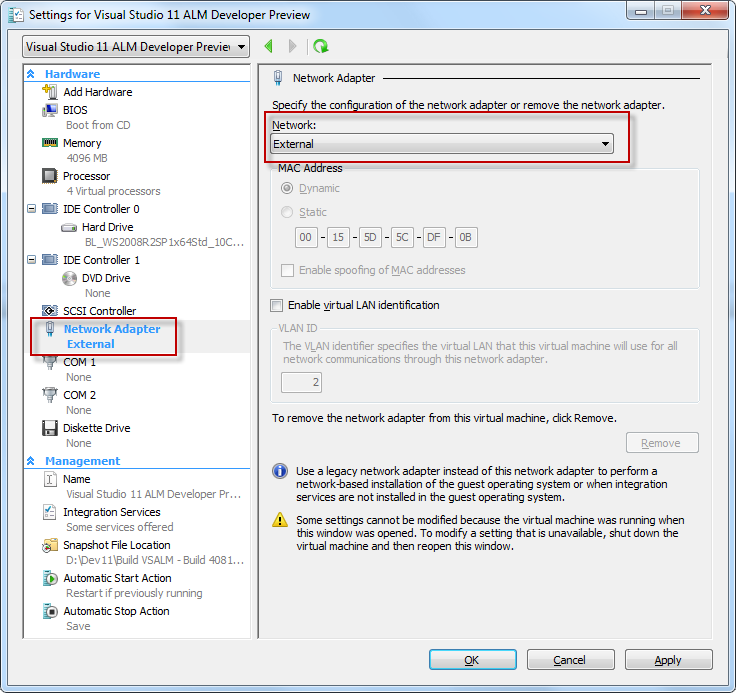 Settings for Visual Studio 11 ALM Developer Preview
Visual Studio 11 ALM Developer Preview
Hardware
Add Hardware
BIOS
Boot from CD
Memory
4096 MB
Processor
4 Virtual processors
IDE Controller 0
Hard Drive
BL_WS2008R2SP1x64Std_10C...
IDE Controller 1
DVD Drive
None
SCSI Controller
Network Adapter
External
COM 1
None
COM 2
None
Diskette Drive
None
Management
Name
Visual Studio 11 ALM Developer Pr...
Integration Services
Some services offered
Snapshot File Location
D:\Dev11\Build VSALM - Build 4081...
Automatic Start Action
Restart if previously running
Automatic Stop Action
Save
Network Adapter
Specify the configuration of the network adapter or remove the network adapter.
Network:
External
MAC Address
Dynamic
Static
00 - 15 - 5D - 5C - DF - 0B
Enable spoofing of MAC addresses
Enable virtual LAN identification
VLAN ID
The VLAN identifier specifies the virtual LAN that this virtual machine will use for all
network communications through this network adapter.
2
To remove the network adapter from this virtual machine, click Remove.
Remove
Use a legacy network adapter instead of this network adapter to perform a
network-based installation of the guest operating system or when integration
services are not installed in the guest operating system.
Some settings cannot be modified because the virtual machine was running when
this window was opened. To modify a setting that is unavailable, shut down the
virtual machine and then reopen this window.
OK
Cancel
Apply